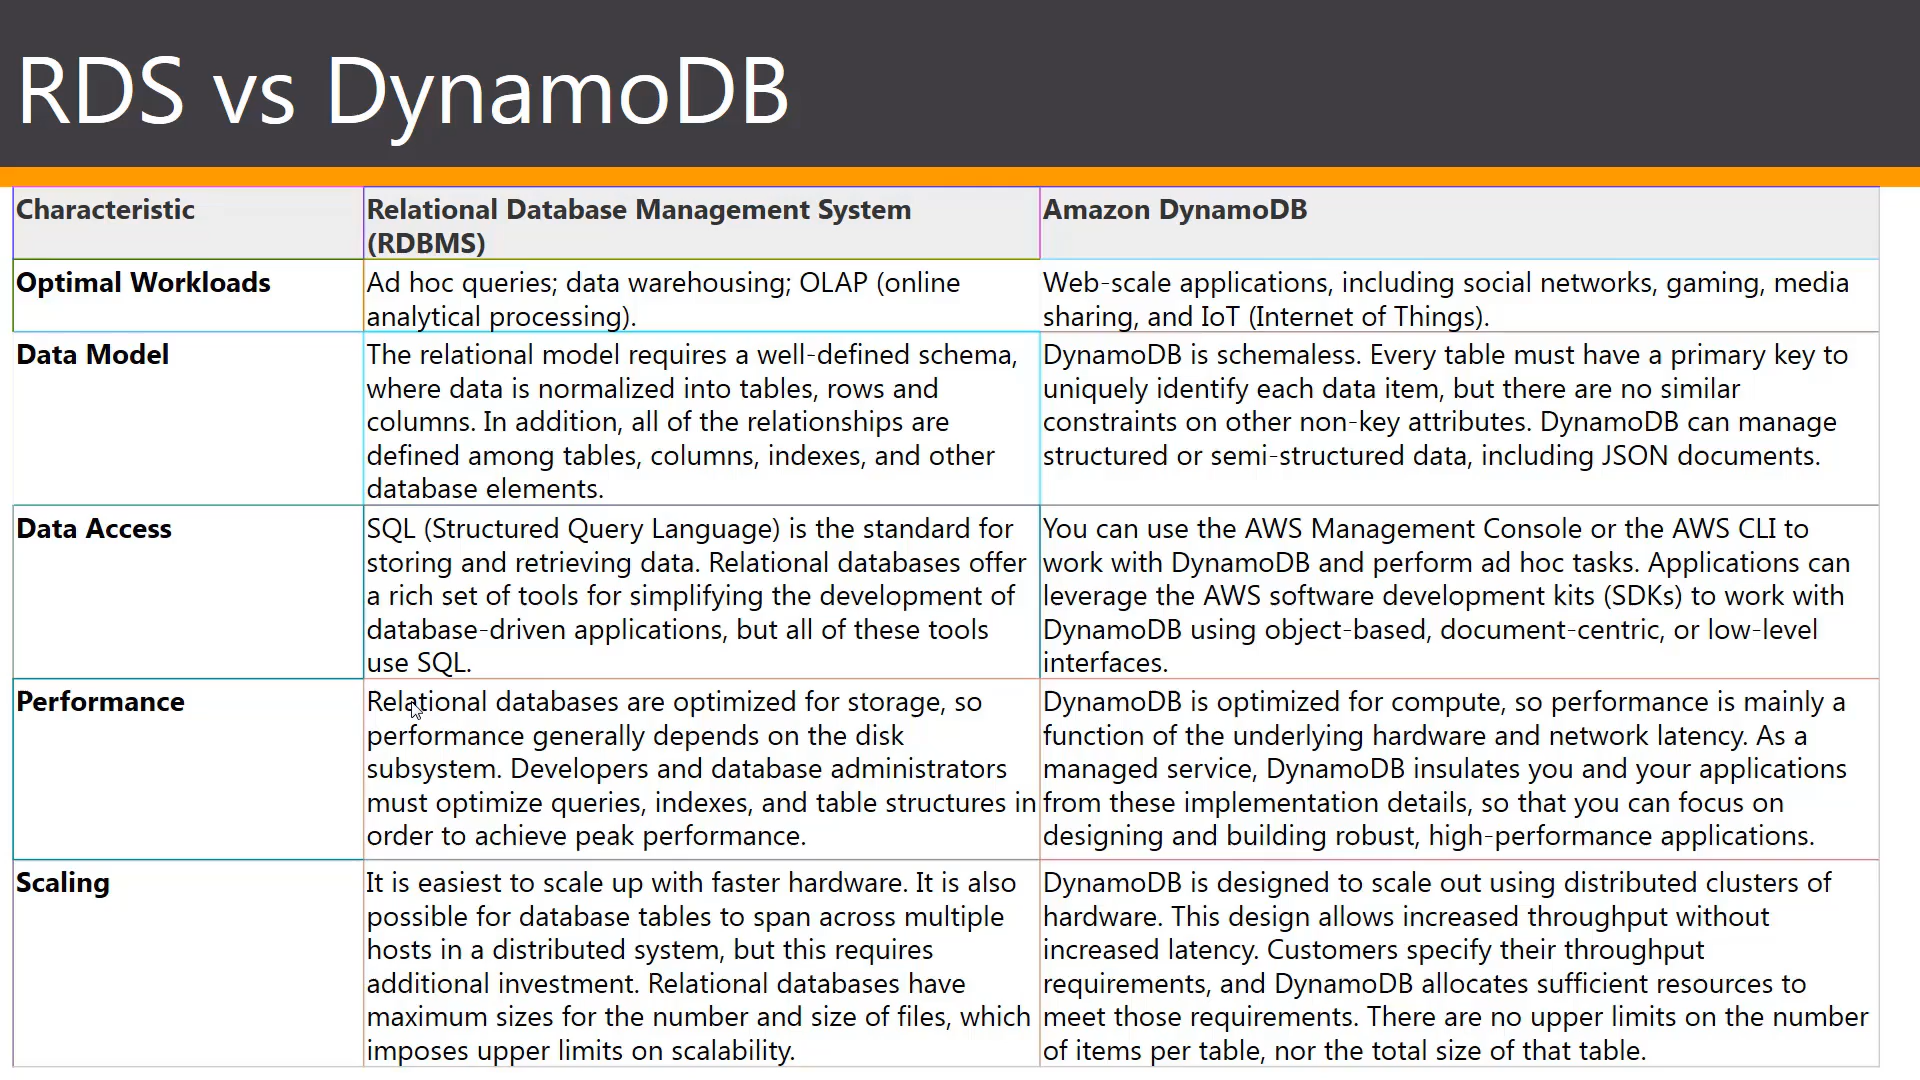 RDS vs DynamoDB
Characteristic
Relational Database Management System
(RDBMS)
Amazon DynamoDB
Optimal Workloads
Ad hoc queries; data warehousing; OLAP (online
analytical processing).
Web-scale applications, including social networks, gaming, media
sharing, and IoT (Internet of Things).
Data Model
The relational model requires a well-defined schema,
where data is normalized into tables, rows and
columns. In addition, all of the relationships are
defined among tables, columns, indexes, and other
database elements.
DynamoDB is schemaless. Every table must have a primary key to
uniquely identify each data item, but there are no similar
constraints on other non-key attributes. DynamoDB can manage
structured or semi-structured data, including JSON documents.
Data Access
SQL (Structured Query Language) is the standard for
storing and retrieving data. Relational databases offer
a rich set of tools for simplifying the development of
database-driven applications, but all of these tools
use SQL.
You can use the AWS Management Console or the AWS CLI to
work with DynamoDB and perform ad hoc tasks. Applications can
leverage the AWS software development kits (SDKs) to work with
DynamoDB using object-based, document-centric, or low-level
interfaces.
Performance
Relational databases are optimized for storage, so
performance generally depends on the disk
subsystem. Developers and database administrators
must optimize queries, indexes, and table structures in
order to achieve peak performance.
DynamoDB is optimized for compute, so performance is mainly a
function of the underlying hardware and network latency. As a
managed service, DynamoDB insulates you and your applications
from these implementation details, so that you can focus on
designing and building robust, high-performance applications.
Scaling
It is easiest to scale up with faster hardware. It is also
possible for database tables to span across multiple
hosts in a distributed system, but this requires
additional investment. Relational databases have
maximum sizes for the number and size of files, which
imposes upper limits on scalability.
DynamoDB is designed to scale out using distributed clusters of
hardware. This design allows increased throughput without
increased latency. Customers specify their throughput
requirements, and DynamoDB allocates sufficient resources to
meet those requirements. There are no upper limits on the number
of items per table, nor the total size of that table.